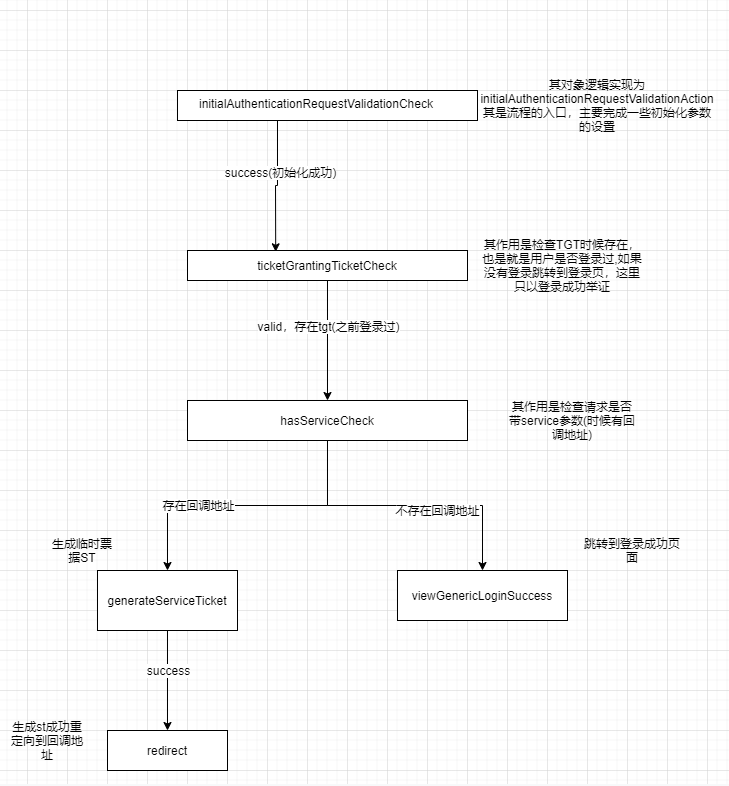 initialAuthenticationRequestValidationCheck
其对象逻辑实现为
initialAuthenticationRequestValidationAction
其是流程的入口，主要完成一些初始化参数
的设置
success(初始化成功)
ticketGrantingTicketCheck
其作用是检查TGT时候存在，
也是就是用户是否登录过,如果
没有登录跳转到登录页，这里
只以登录成功举证
valid，存在tgt(之前登录过)
hasServiceCheck
其作用是检查请求是否
带service参数(时候有回
调地址)
存在回调地址
不存在回调地址
生成临时票
据ST
跳转到登录成功页
面
generateServiceTicket
viewGenericLoginSuccess
success
生成st成功重
定向到回调地
址
redirect